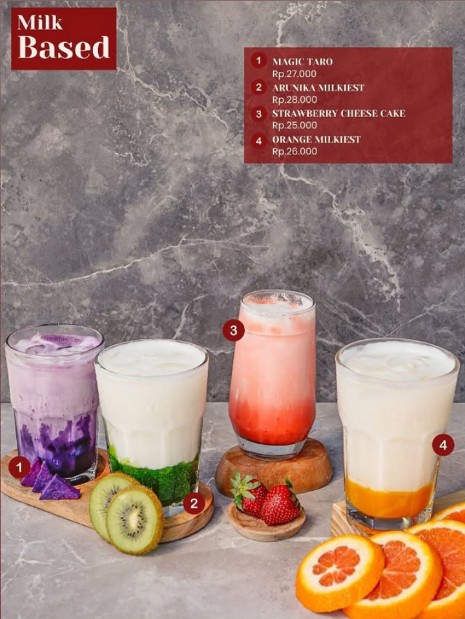 Milk
Based
1 MAGIC TARO
Rp.27.000
2 ARUNIKA MILKIEST
Rp.28.000
3 STRAWBERRY CHEESE CAKE
Rp.25.000
4 ORANGE MILKIEST
Rp.26.000
3
4
1
2